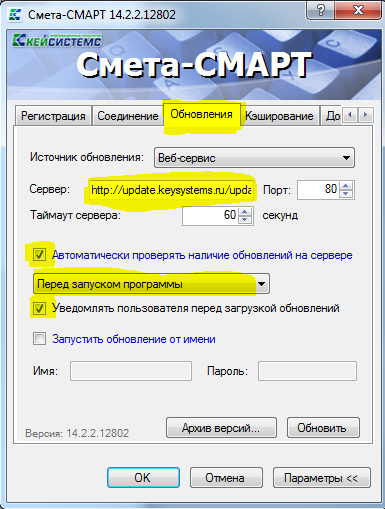 Смета-СМАРТ 14.2.2.12802
КЕЙСИСТЕМС
Смета-СМАРТ
Регистрация Соединение Обновления Кэширование До
Источник обновления: Веб-сервис
Сервер: http://update.keysystems.ru/upda Порт: 80
Таймаут сервера: 60 секунд
Автоматически проверять наличие обновлений на сервере
Перед запуском программы
Уведомлять пользователя перед загрузкой обновлений
Запустить обновление от имени
Имя: Пароль:
Версия: 14.2.2.12802 Архив версий... Обновить
OK Отмена Параметры <<